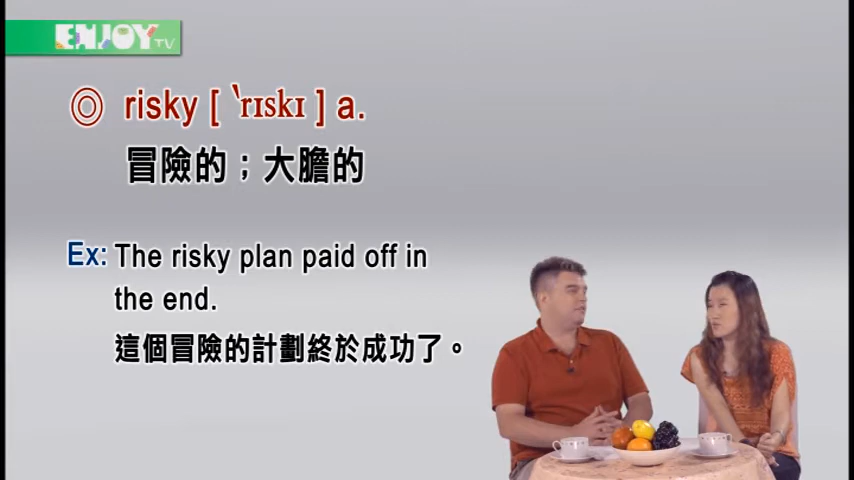 ENJOY TV
◎ risky [ ˋrɪskɪ ] a.
冒險的；大膽的
Ex: The risky plan paid off in
the end.
這個冒險的計劃終於成功了。